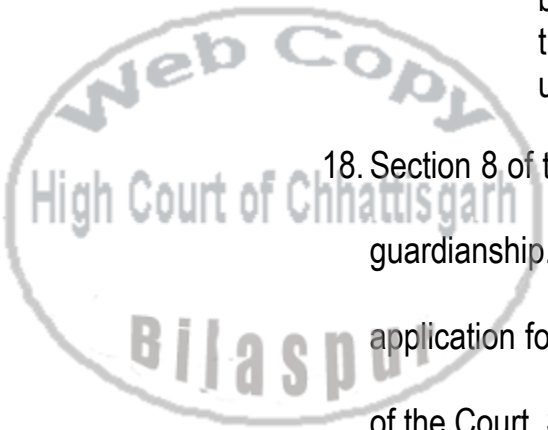 b
t
u
Web Copy
18. Section 8 of t
High Court of Chhattisgarh
guardianship.
Bilaspur
application fo
of the Court,